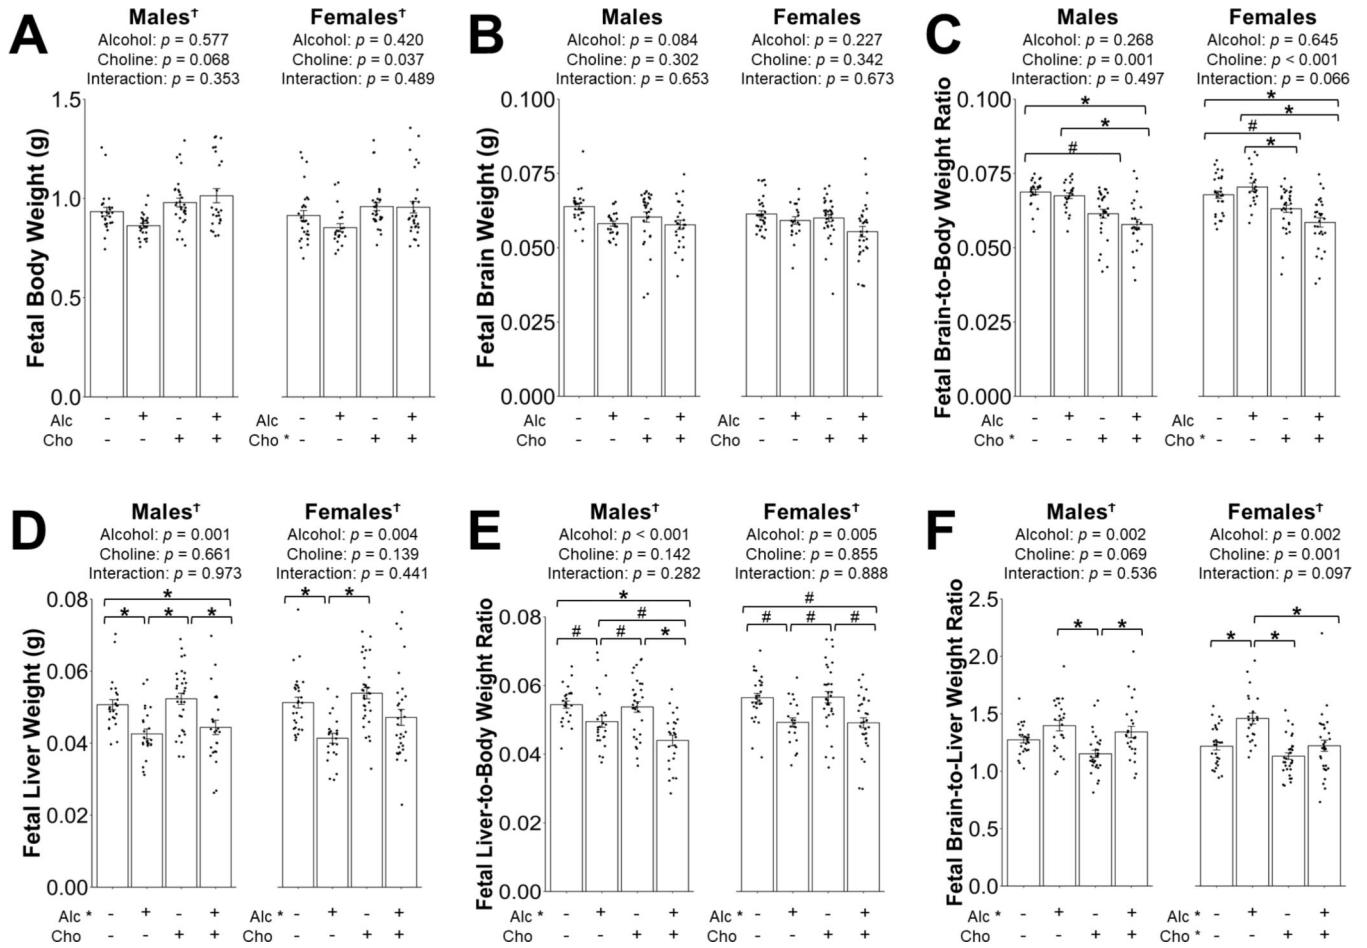 A
Males†
Alcohol: p = 0.577
Choline: p = 0.068
Interaction: p = 0.353
Females†
Alcohol: p = 0.420
Choline: p = 0.037
Interaction: p = 0.489
Fetal Body Weight (g)
1.5
1.0
0.5
0.0
Alc - + - + - + - +
Cho - - + + * - - + +
B
Males
Alcohol: p = 0.084
Choline: p = 0.302
Interaction: p = 0.653
Females
Alcohol: p = 0.227
Choline: p = 0.342
Interaction: p = 0.673
Fetal Brain Weight (g)
0.100
0.075
0.050
0.025
0.000
Alc - + - + Alc - + - +
Cho - - + + Cho - - + +
C
Males
Alcohol: p = 0.268
Choline: p = 0.001
Interaction: p = 0.497
Females
Alcohol: p = 0.645
Choline: p < 0.001
Interaction: p = 0.066
Fetal Brain-to-Body Weight Ratio
0.100
0.075
0.050
0.025
0.000
* * #
* * # *
Alc - + - + Alc - + - +
Cho * - - + + Cho * - - + +
D
Males†
Alcohol: p = 0.001
Choline: p = 0.661
Interaction: p = 0.973
Females†
Alcohol: p = 0.004
Choline: p = 0.139
Interaction: p = 0.441
Fetal Liver Weight (g)
0.08
0.06
0.04
0.02
0.00
*
* * *
* *
Alc * - + - + Alc * - + - +
Cho - - + + Cho - - + +
E
Males†
Alcohol: p < 0.001
Choline: p = 0.142
Interaction: p = 0.282
Females†
Alcohol: p = 0.005
Choline: p = 0.855
Interaction: p = 0.888
Fetal Liver-to-Body Weight Ratio
0.08
0.06
0.04
0.02
0.00
*
#
# # *
#
# # #
Alc * - + - + Alc * - + - +
Cho - - + + Cho - - + +
F
Males†
Alcohol: p = 0.002
Choline: p = 0.069
Interaction: p = 0.536
Females†
Alcohol: p = 0.002
Choline: p = 0.001
Interaction: p = 0.097
Fetal Brain-to-Liver Weight Ratio
2.5
2.0
1.5
1.0
0.5
0.0
* *
*
* *
Alc * - + - + Alc * - + - +
Cho - - + + Cho * - - + +